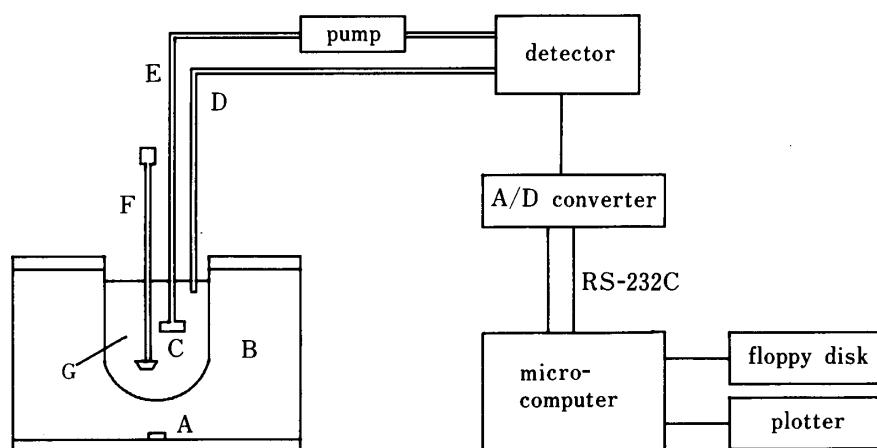 pump
detector
E
D
F
A/D converter
RS-232C
C
B
G
A
micro-
computer
floppy disk
plotter